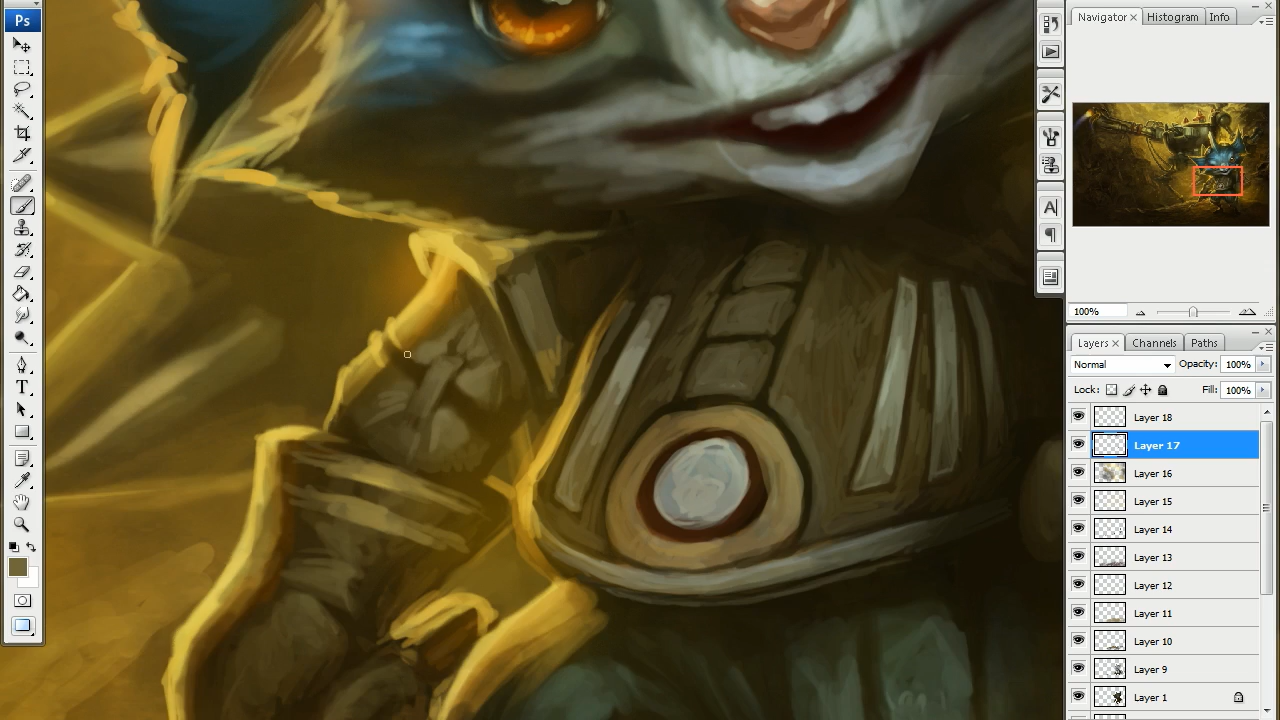 Ps
T
A
Navigator × Histogram Info
100%
Layers × Channels Paths
Normal Opacity: 100%
Lock: Fill: 100%
Layer 18
Layer 17
Layer 16
Layer 15
Layer 14
Layer 13
Layer 12
Layer 11
Layer 10
Layer 9
Layer 1